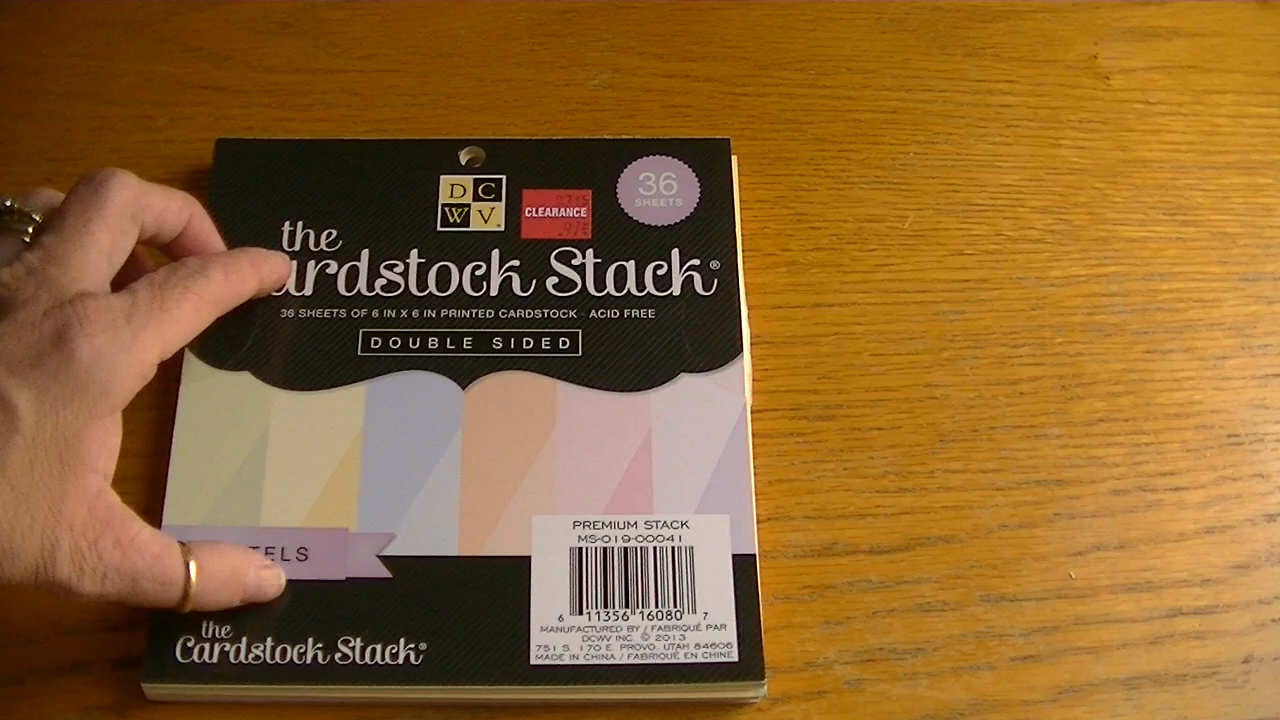 D C
W V
36
SHEETS
CLEARANCE
the
ardstock Stack®
36 SHEETS OF 6 IN X 6 IN PRINTED CARDSTOCK · ACID FREE
DOUBLE SIDED
TELS
PREMIUM STACK
MS-019-00041
6 11356 16080 7
MANUFACTURED BY / FABRIQUÉ PAR
DCWV INC. © 2013
751 S. 170 E. PROVO, UTAH 84606
MADE IN CHINA / FABRIQUÉ EN CHINE
the
Cardstock Stack®